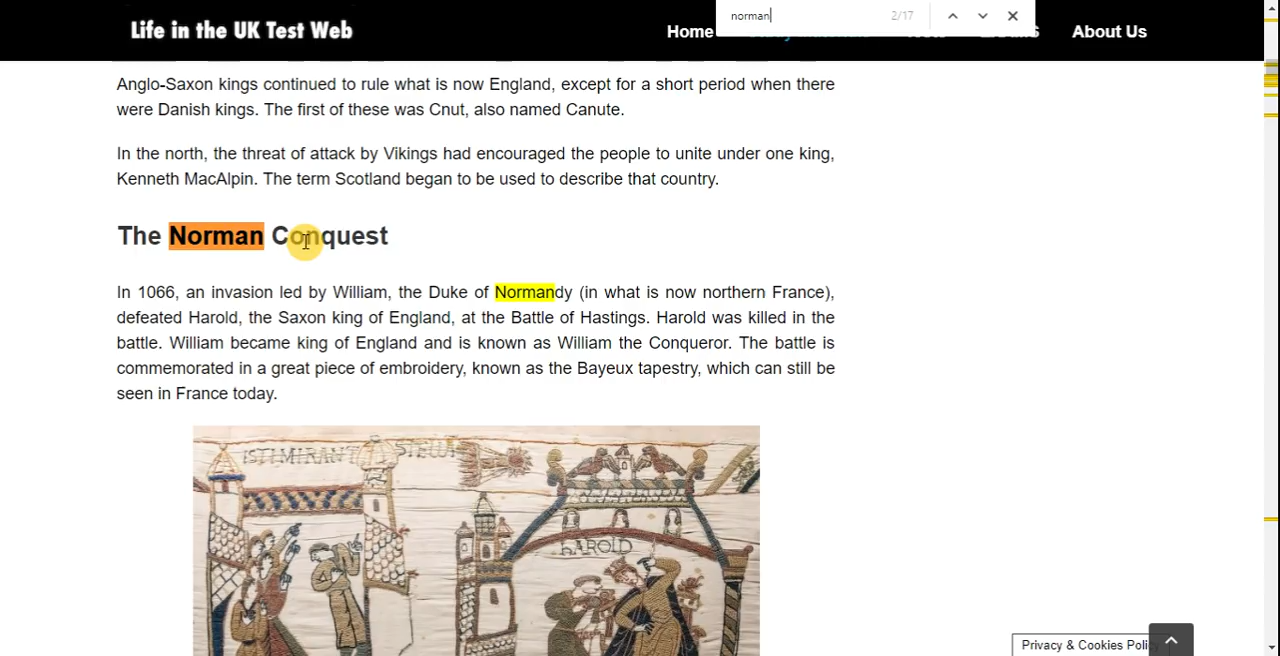 Life in the UK Test Web
Home
About Us
norman
2/17
Anglo-Saxon kings continued to rule what is now England, except for a short period when there
were Danish kings. The first of these was Cnut, also named Canute.
In the north, the threat of attack by Vikings had encouraged the people to unite under one king,
Kenneth MacAlpin. The term Scotland began to be used to describe that country.
The Norman Conquest
In 1066, an invasion led by William, the Duke of Normandy (in what is now northern France),
defeated Harold, the Saxon king of England, at the Battle of Hastings. Harold was killed in the
battle. William became king of England and is known as William the Conqueror. The battle is
commemorated in a great piece of embroidery, known as the Bayeux tapestry, which can still be
seen in France today.
ISTI MIRANT STELLA
HAROLD
Privacy & Cookies Policy